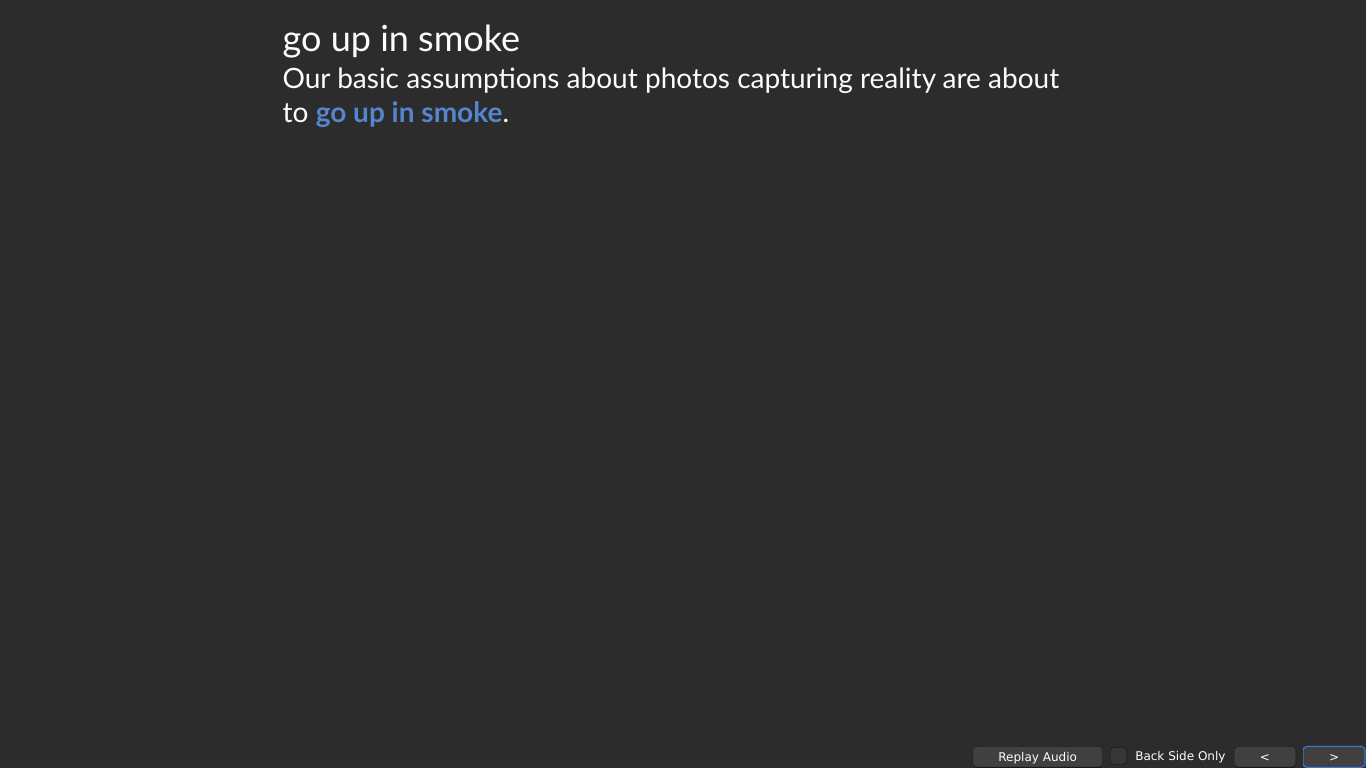 go up in smoke
Our basic assumptions about photos capturing reality are about
to go up in smoke.
Replay Audio
Back Side Only
<
>